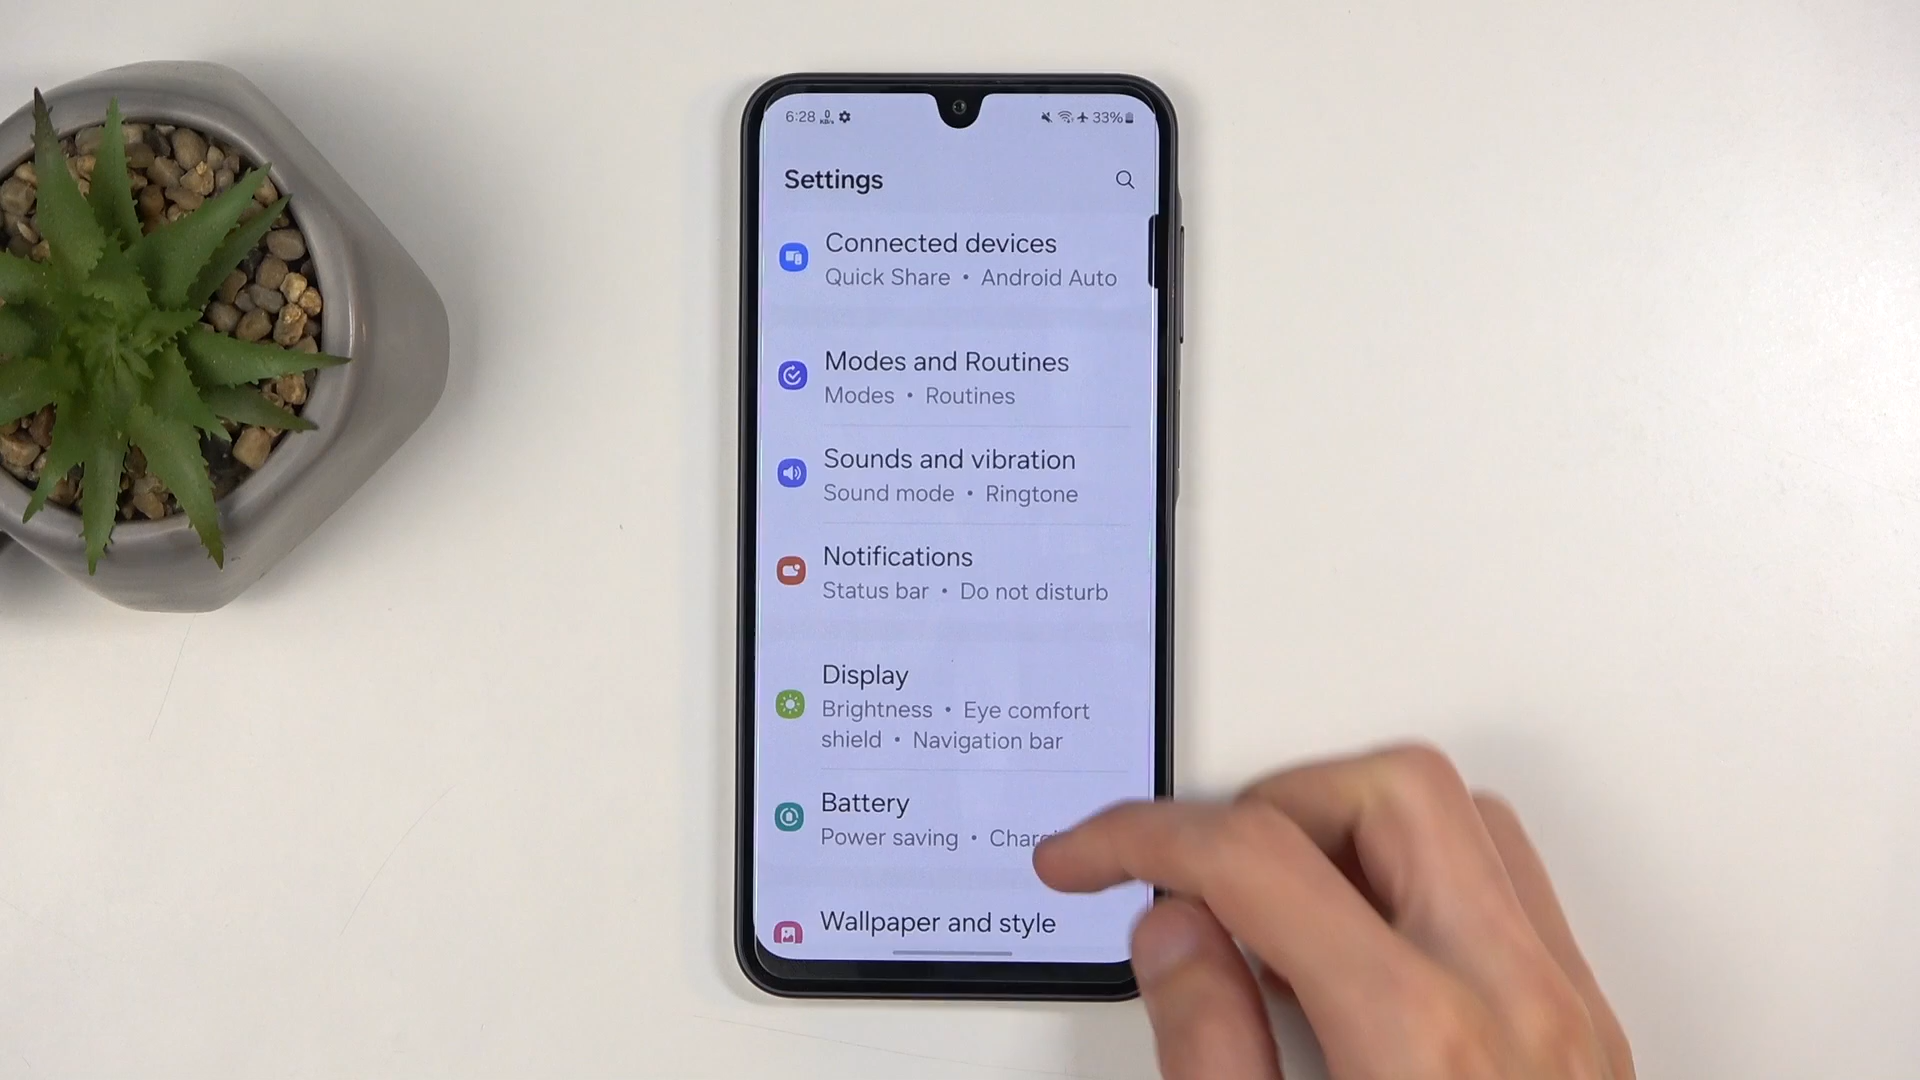 6:28 33%
Settings
Connected devices
Quick Share • Android Auto
Modes and Routines
Modes • Routines
Sounds and vibration
Sound mode • Ringtone
Notifications
Status bar • Do not disturb
Display
Brightness • Eye comfort
shield • Navigation bar
Battery
Power saving •
Wallpaper and style